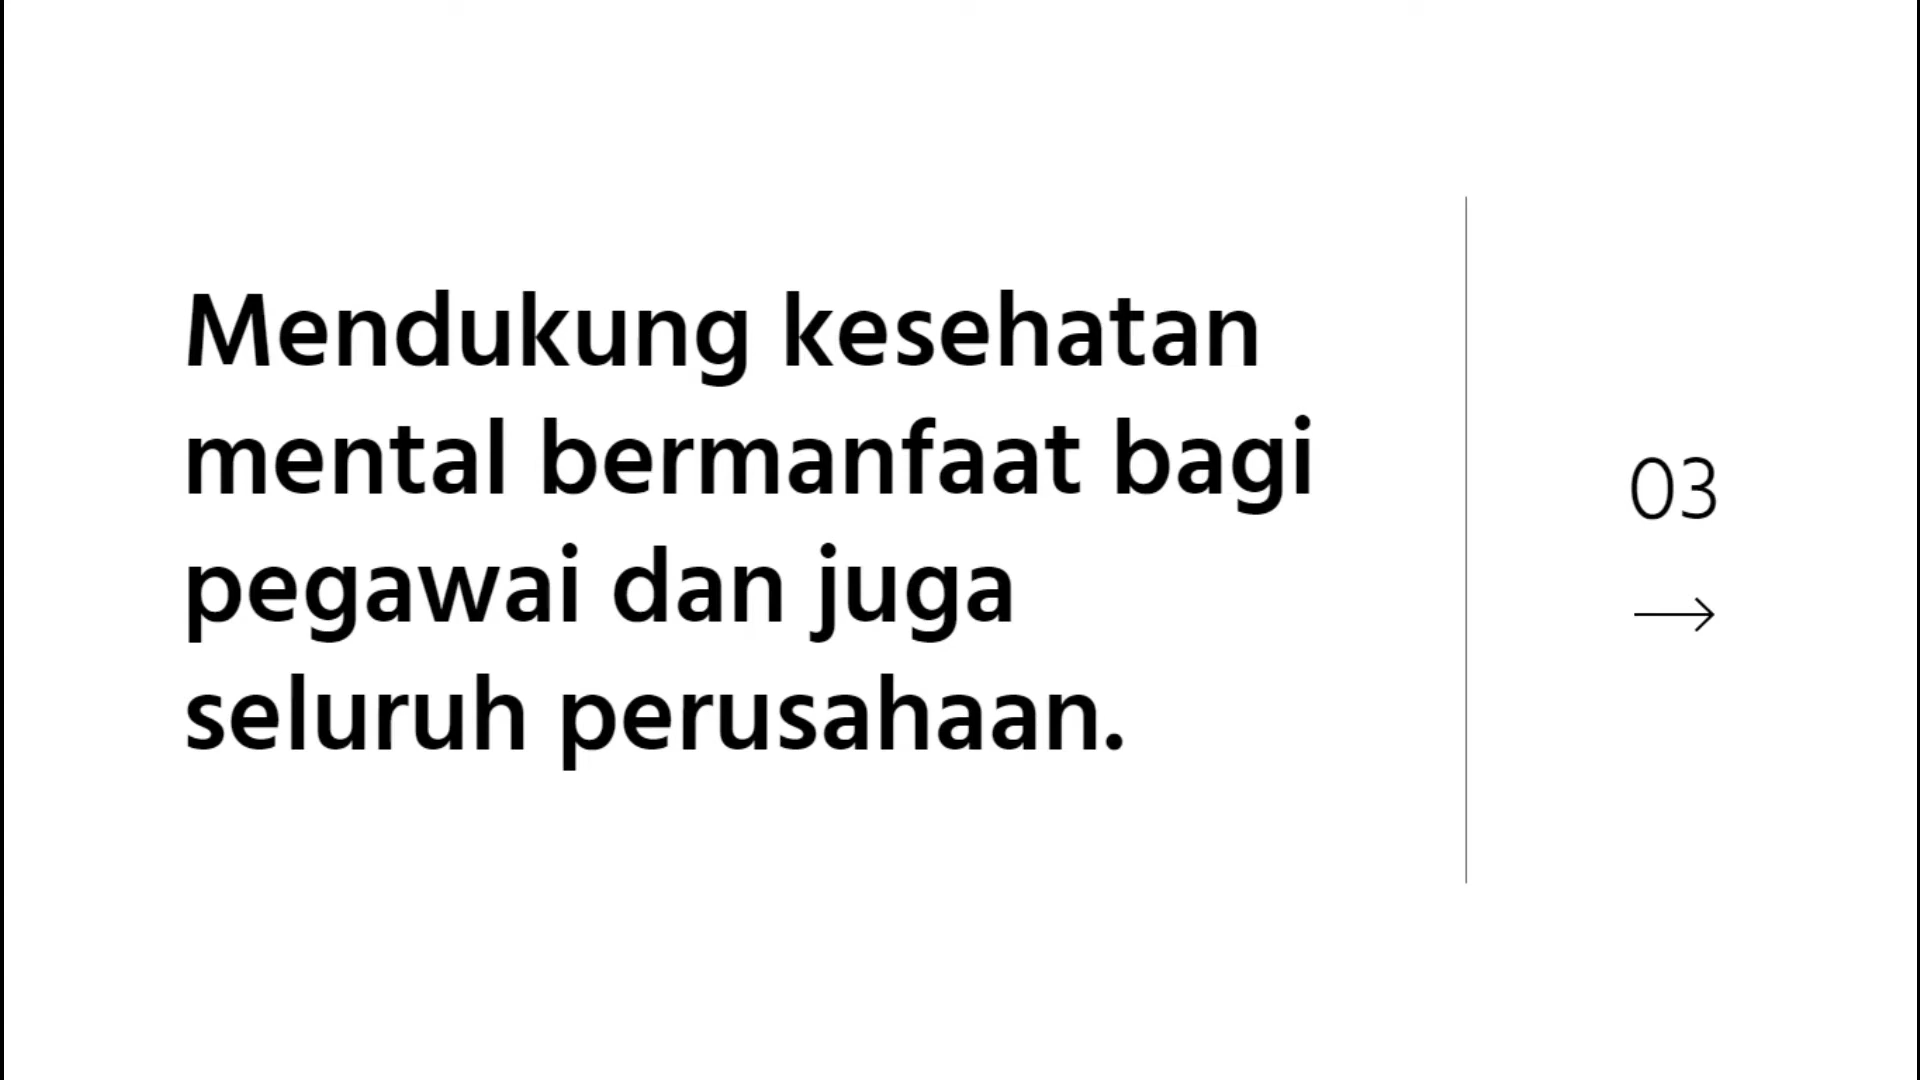 Mendukung kesehatan
mental bermanfaat bagi
pegawai dan juga
seluruh perusahaan.
03
→